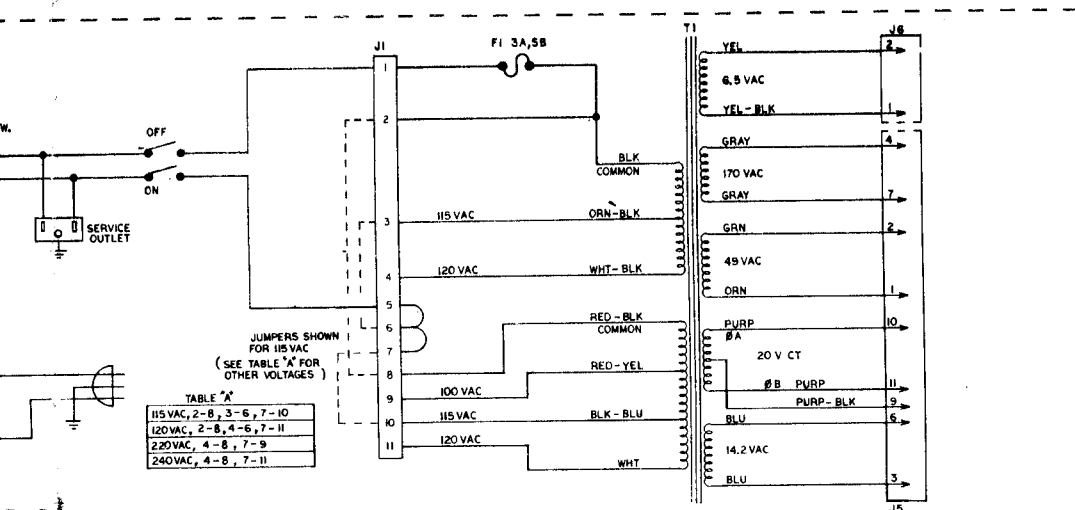 W.
OFF
ON
SERVICE
OUTLET
J1
1
2
3
4
5
6
7
8
9
10
11
F1 3A,SB
T1
J6
BLK
COMMON
115 VAC
ORN-BLK
120 VAC
WHT-BLK
RED-BLK
COMMON
RED-YEL
100 VAC
115 VAC
BLK-BLU
120 VAC
WHT
YEL
2
6.5 VAC
YEL-BLK
1
GRAY
4
170 VAC
GRAY
7
GRN
2
49 VAC
ORN
1
PURP
10
ØA
20 V CT
ØB PURP
11
PURP-BLK
9
BLU
6
14.2 VAC
BLU
3
J5
JUMPERS SHOWN
FOR 115 VAC
(SEE TABLE "A" FOR
OTHER VOLTAGES)
TABLE "A"
115 VAC, 2-8, 3-6, 7-10
120 VAC, 2-8, 4-6, 7-11
220 VAC, 4-8, 7-9
240 VAC, 4-8, 7-11